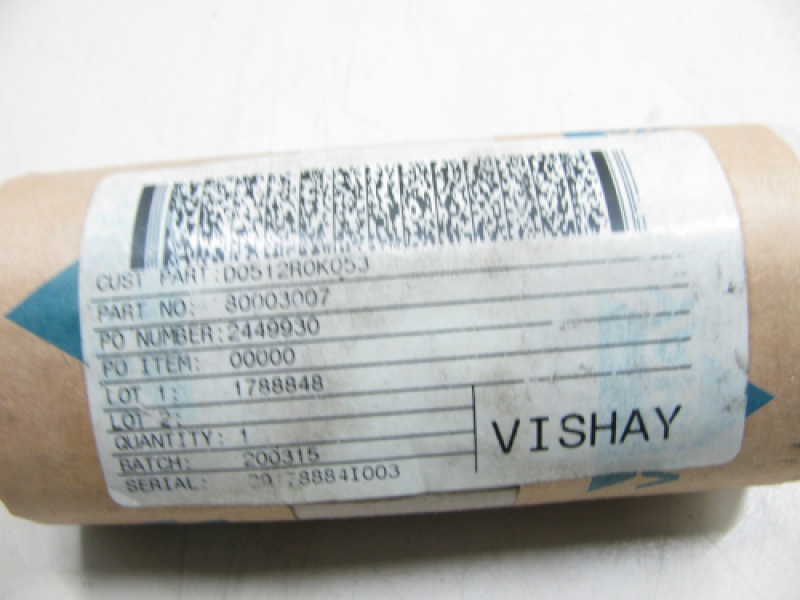 CUST PART:D0512R0K053
PART NO: 80003007
PO NUMBER:2449930
PO ITEM: 00000
LOT 1: 1788848
LOT 2:
QUANTITY: 1
BATCH: 200315
SERIAL:
VISHAY